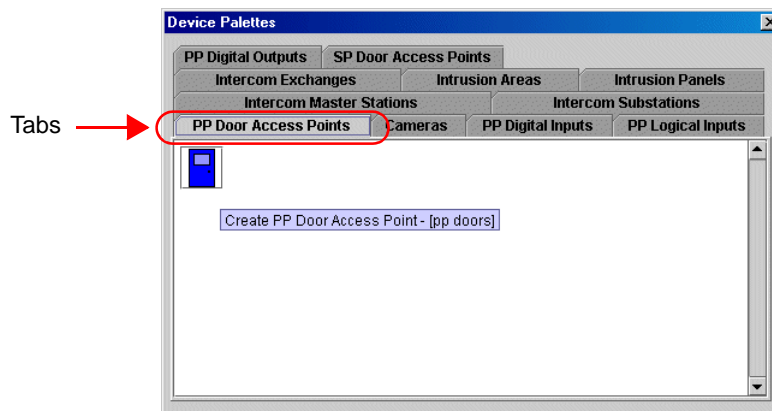 Device Palettes
PP Digital Outputs SP Door Access Points
Intercom Exchanges Intrusion Areas Intrusion Panels
Intercom Master Stations Intercom Substations
Tabs PP Door Access Points Cameras PP Digital Inputs PP Logical Inputs
Create PP Door Access Point - [pp doors]